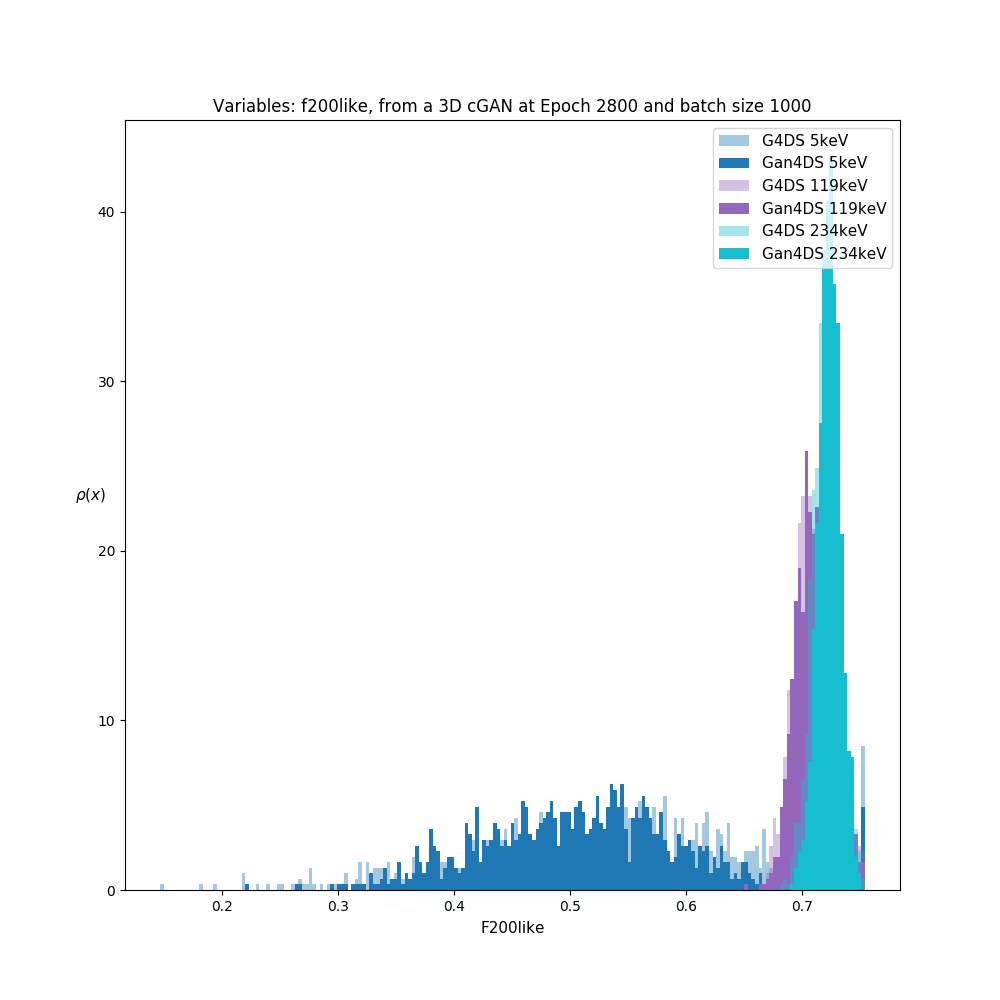 Variables: f200like, from a 3D cGAN at Epoch 2800 and batch size 1000
G4DS 5keV
Gan4DS 5keV
G4DS 119keV
Gan4DS 119keV
G4DS 234keV
Gan4DS 234keV
40
30
ρ(x)
20
10
0
0.2 0.3 0.4 0.5 0.6 0.7
F200like